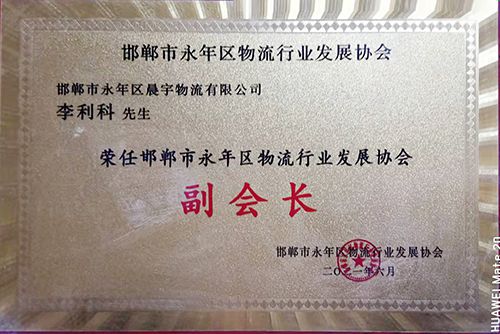 邯郸市永年区物流行业发展协会
邯郸市永年区晨宇物流有限公司
李利科 先生
荣任邯郸市永年区物流行业发展协会
副会长
邯郸市永年区物流行业发展协会
二〇二一年六月
HUAWEI Mate 20